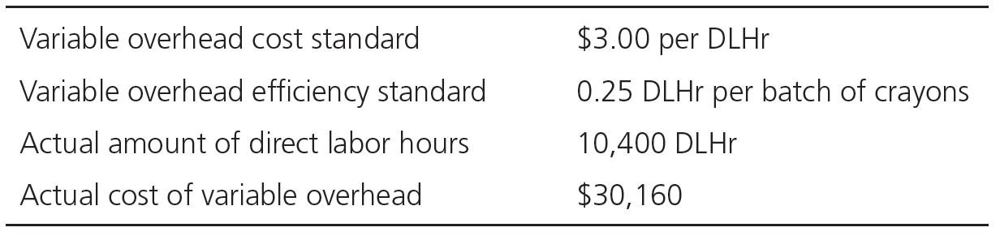 Variable overhead cost standard $3.00 per DLHr
Variable overhead efficiency standard 0.25 DLHr per batch of crayons
Actual amount of direct labor hours 10,400 DLHr
Actual cost of variable overhead $30,160